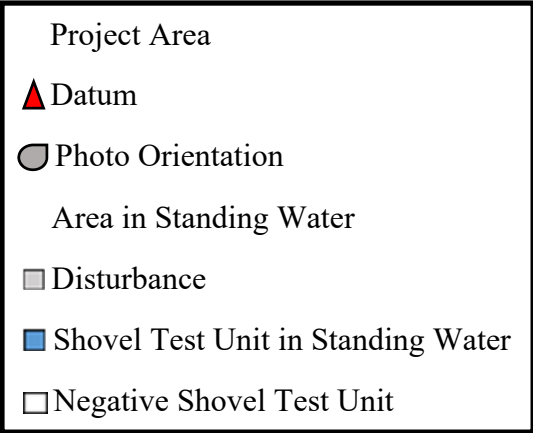 Project Area
Datum
Photo Orientation
Area in Standing Water
Disturbance
Shovel Test Unit in Standing Water
Negative Shovel Test Unit